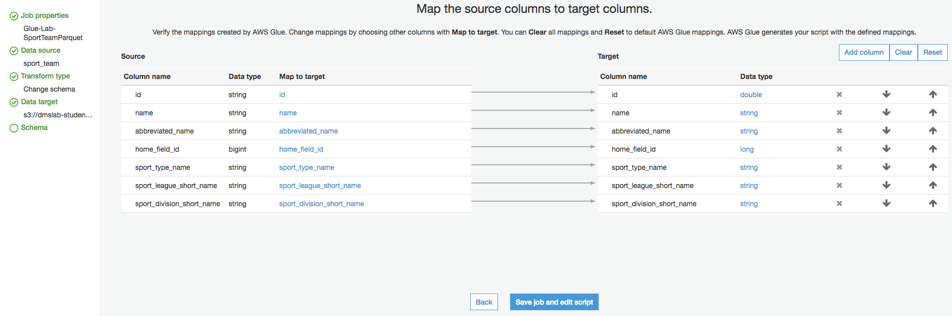 Map the source columns to target columns.
Job properties
Glue-Lab-
SportTeamParquet
Data source
sport_team
Transform type
Change schema
Data target
s3://dmslab-studen...
Schema
Verify the mappings created by AWS Glue. Change mappings by choosing other columns with Map to target. You can Clear all mappings and Reset to default AWS Glue mappings. AWS Glue generates your script with the defined mappings.
Source
Target
Add column Clear Reset
Column name Data type Map to target Column name Data type
id string id id double
name string name name string
abbreviated_name string abbreviated_name abbreviated_name string
home_field_id bigint home_field_id home_field_id long
sport_type_name string sport_type_name sport_type_name string
sport_league_short_name string sport_league_short_name sport_league_short_name string
sport_division_short_name string sport_division_short_name sport_division_short_name string
Back Save job and edit script